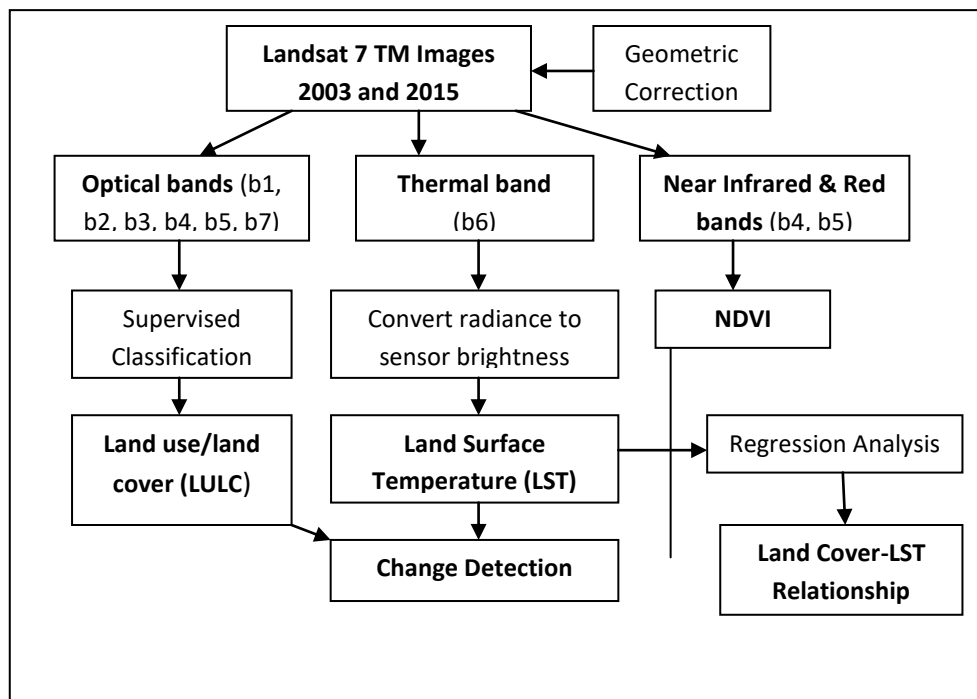 Landsat 7 TM Images
2003 and 2015
Geometric
Correction
Optical bands (b1,
b2, b3, b4, b5, b7)
Thermal band
(b6)
Near Infrared & Red
bands (b4, b5)
Supervised
Classification
Convert radiance to
sensor brightness
NDVI
Land use/land
cover (LULC)
Land Surface
Temperature (LST)
Regression Analysis
Change Detection
Land Cover-LST
Relationship